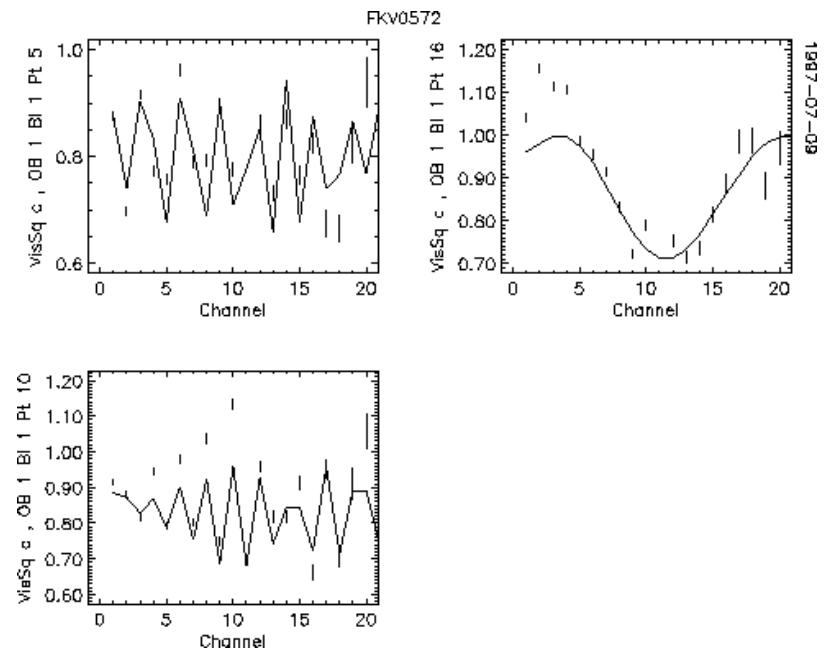 FKV0572
VisSq c , OB 1 Bl 1 Pt 5
1.0
0.8
0.6
0 5 10 15 20
Channel
VisSq c , OB 1 Bl 1 Pt 16
1.20
1.00
0.90
0.80
0.70
0 5 10 15 20
Channel
1997-07-09
VisSq c , OB 1 Bl 1 Pt 10
1.20
1.10
1.00
0.90
0.80
0.70
0.60
0 5 10 15 20
Channel